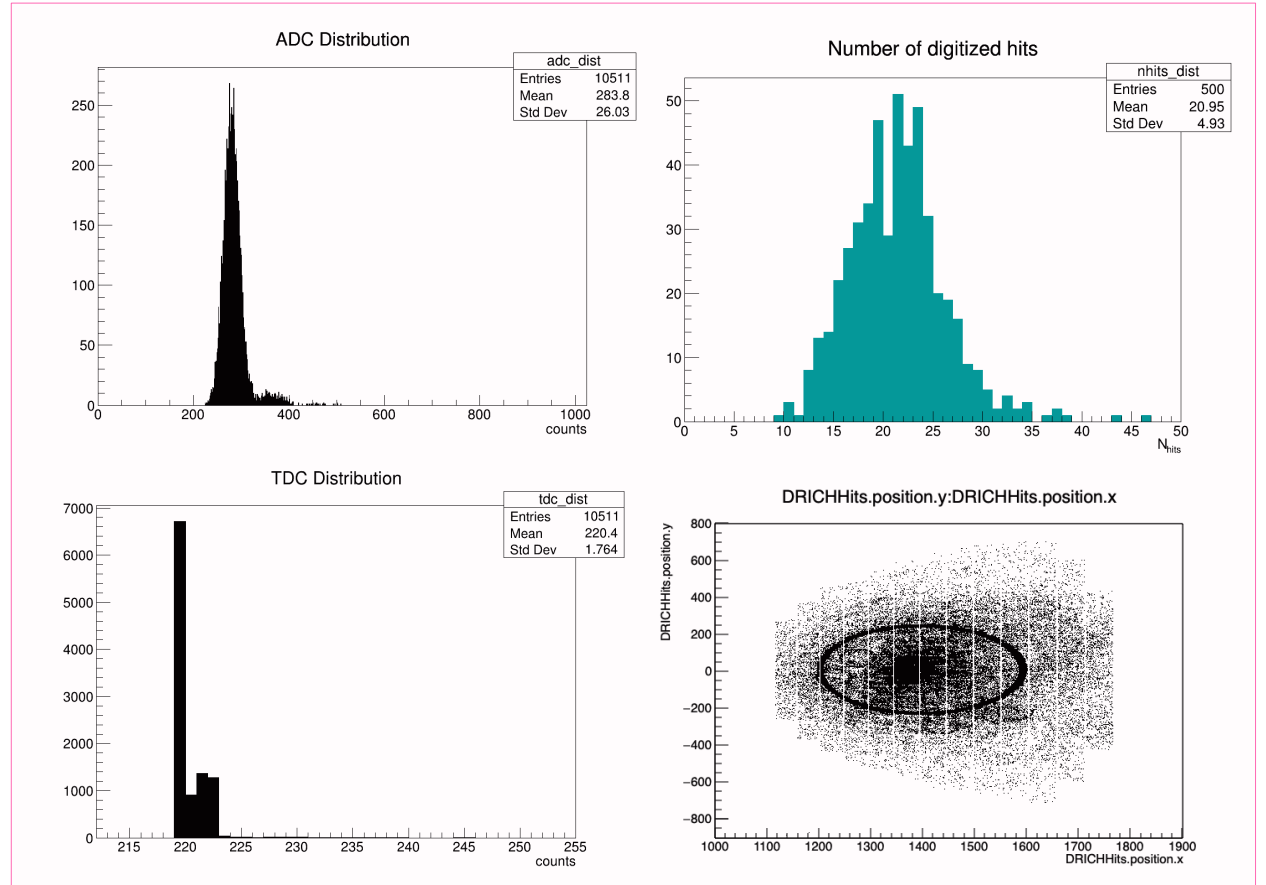 ADC Distribution
adc_dist
Entries 10511
Mean 283.8
Std Dev 26.03
250
200
150
100
50
0
0 200 400 600 800 1000
counts
Number of digitized hits
nhits_dist
Entries 500
Mean 20.95
Std Dev 4.93
50
40
30
20
10
0
0 5 10 15 20 25 30 35 40 45 50
Nhits
TDC Distribution
tdc_dist
Entries 10511
Mean 220.4
Std Dev 1.764
7000
6000
5000
4000
3000
2000
1000
0
215 220 225 230 235 240 245 250 255
counts
DRICHHits.position.y:DRICHHits.position.x
DRICHHits.position.y
800
600
400
200
0
−200
−400
−600
−800
1000 1100 1200 1300 1400 1500 1600 1700 1800 1900
DRICHHits.position.x